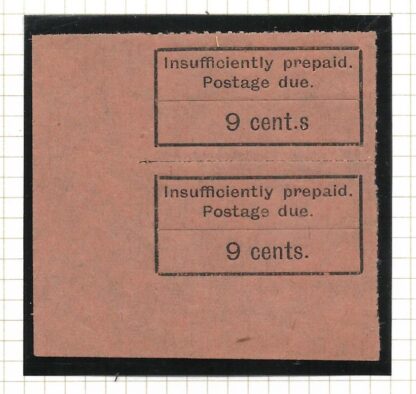 Insufficiently prepaid.
Postage due.
9 cent.s
Insufficiently prepaid.
Postage due.
9 cents.